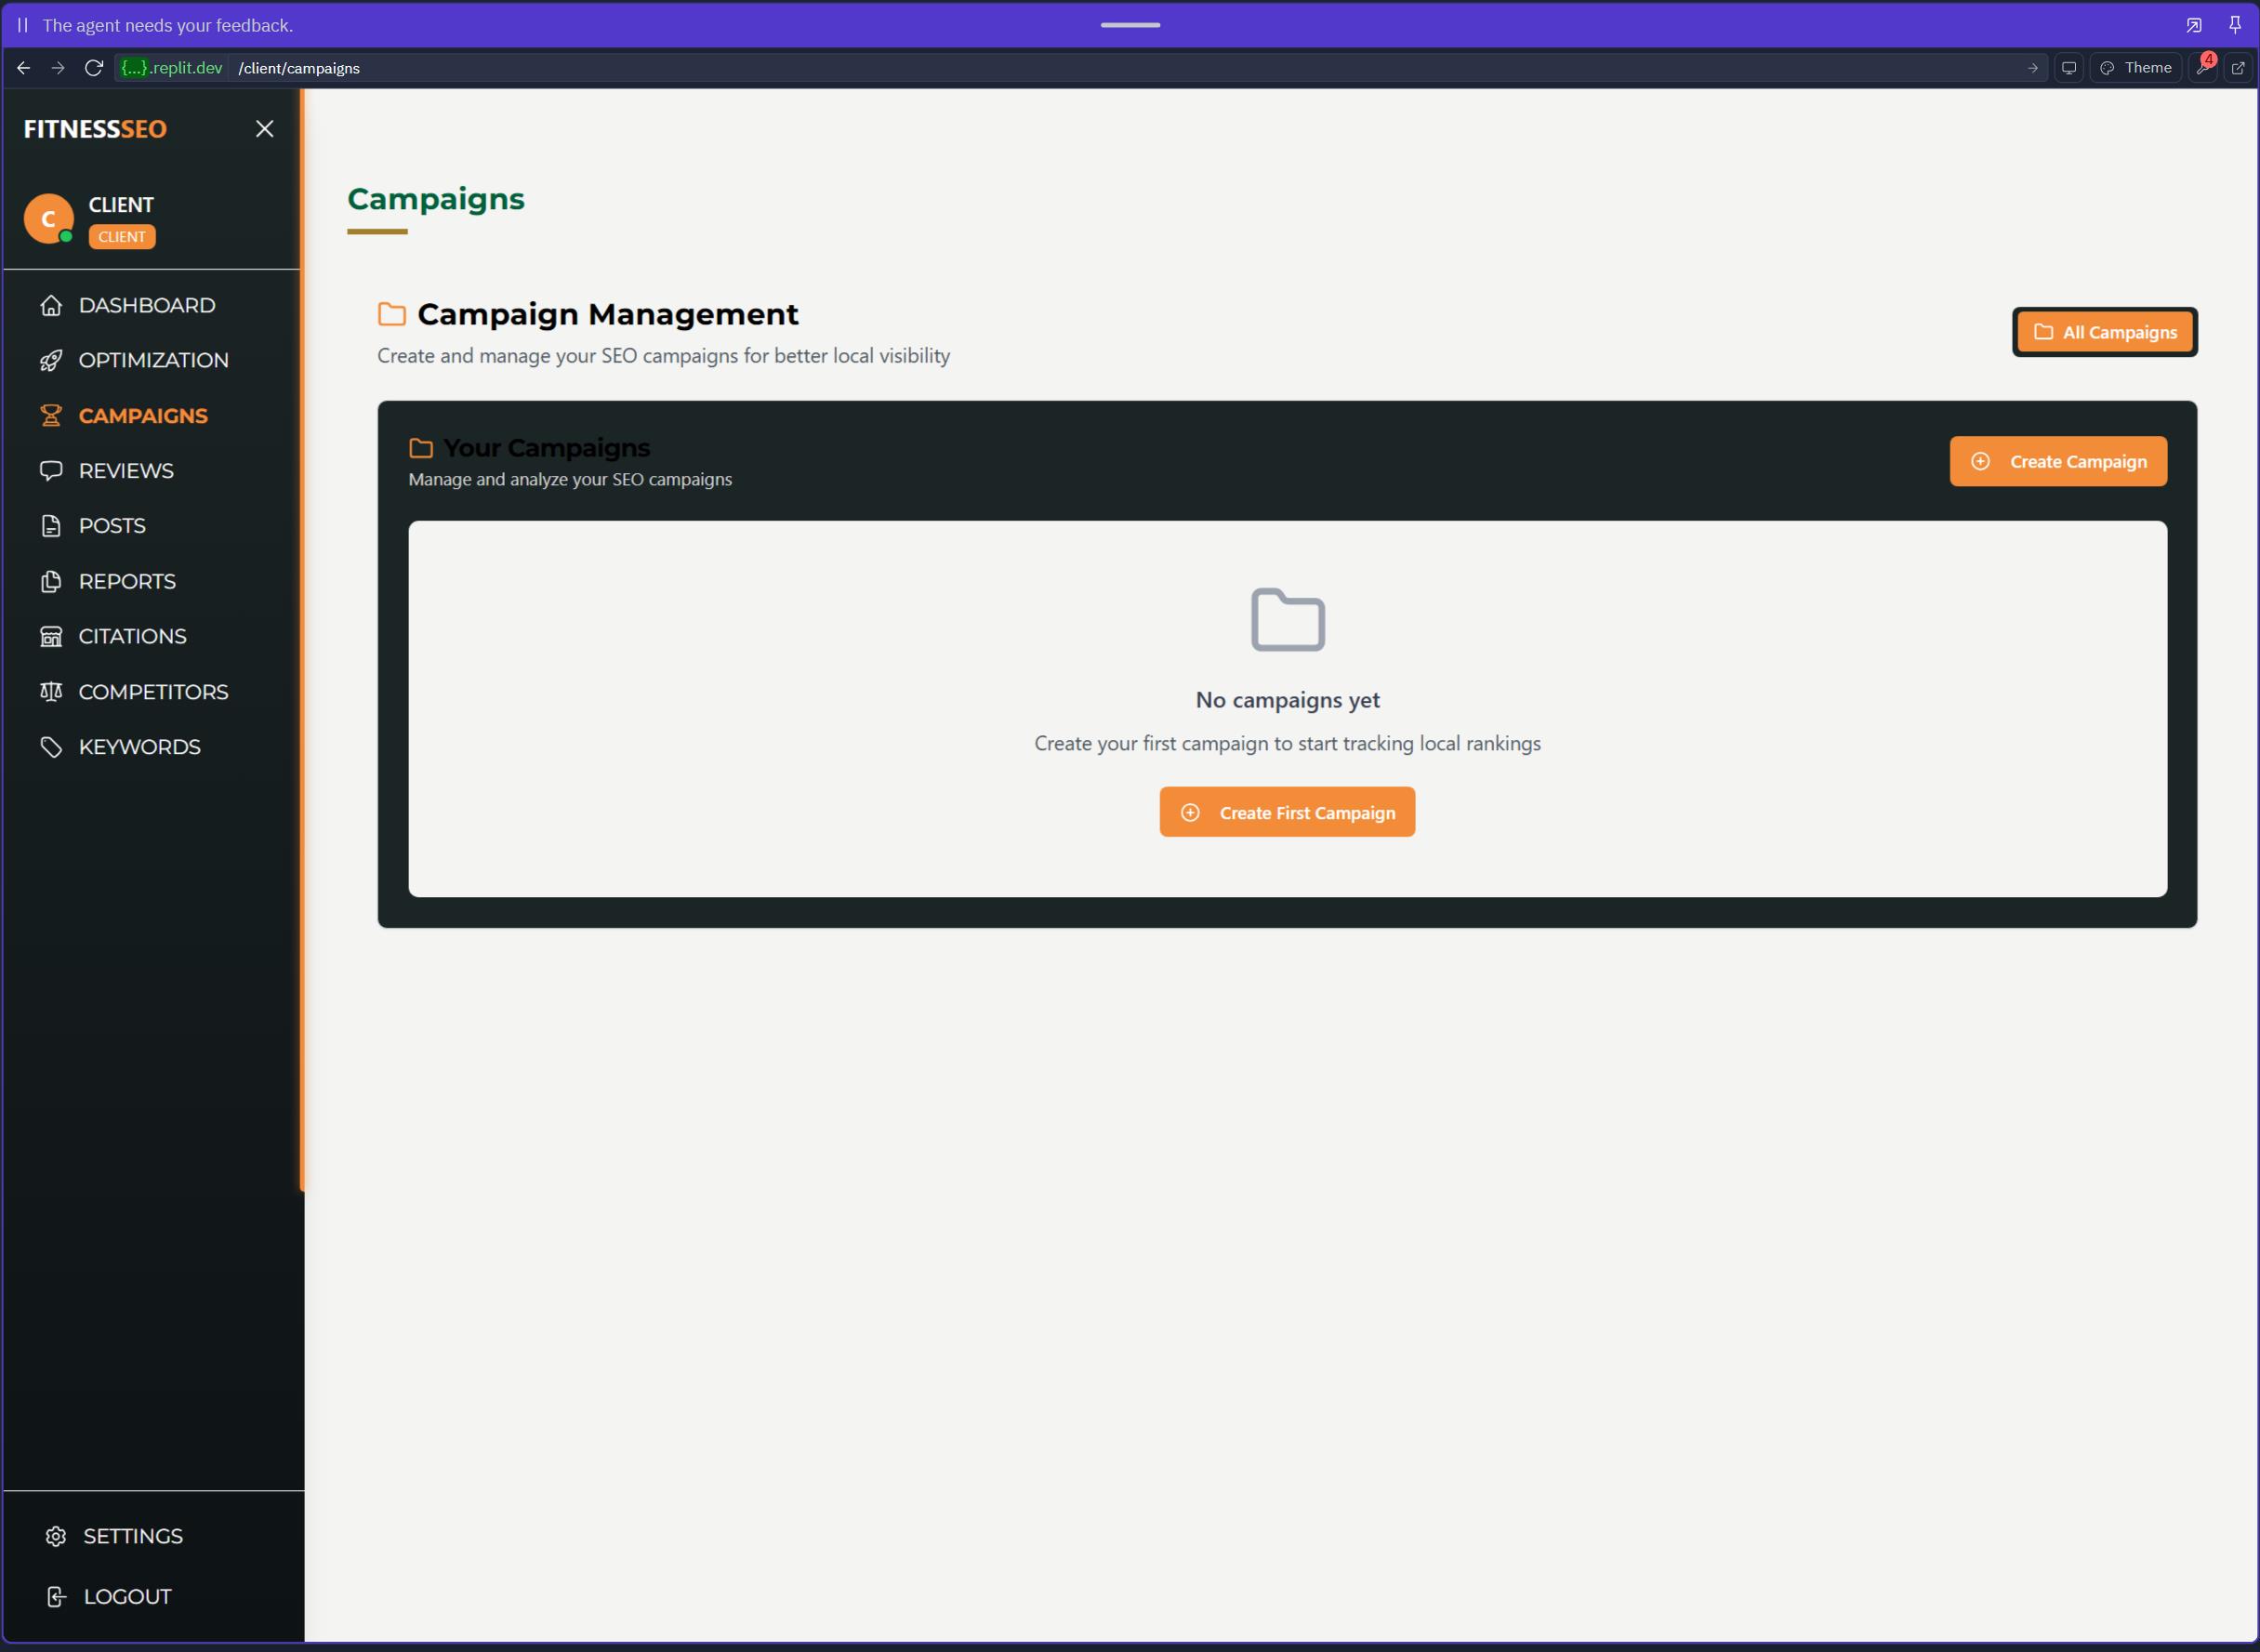 The agent needs your feedback.
{...}.replit.dev /client/campaigns
Theme
4
FITNESSSEO
C
CLIENT
CLIENT
DASHBOARD
OPTIMIZATION
CAMPAIGNS
REVIEWS
POSTS
REPORTS
CITATIONS
COMPETITORS
KEYWORDS
SETTINGS
LOGOUT
Campaigns
Campaign Management
Create and manage your SEO campaigns for better local visibility
All Campaigns
Your Campaigns
Manage and analyze your SEO campaigns
Create Campaign
No campaigns yet
Create your first campaign to start tracking local rankings
Create First Campaign